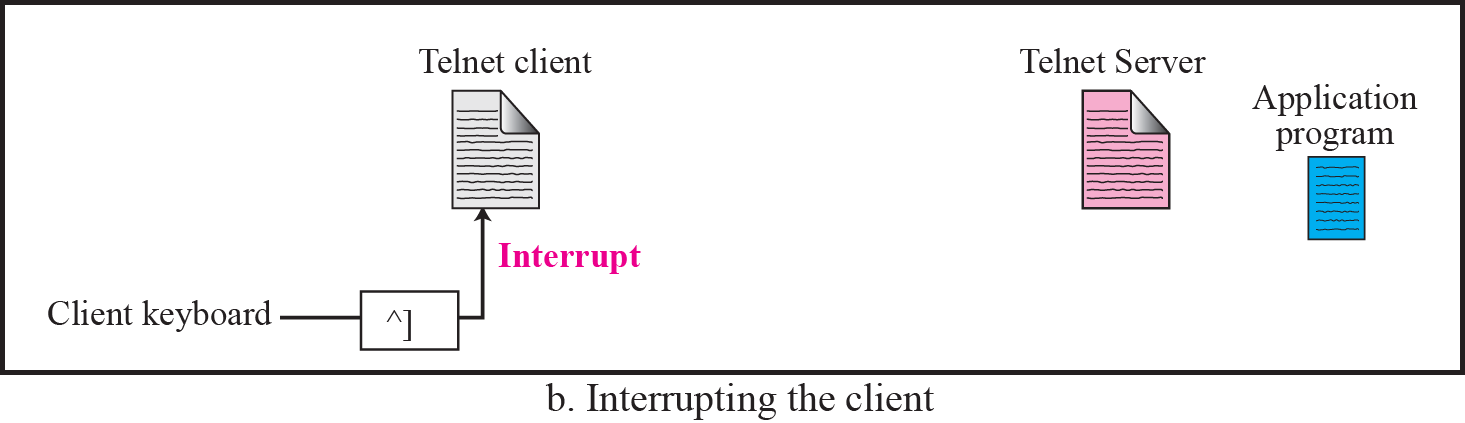 Telnet client
Telnet Server
Application
program
Interrupt
Client keyboard
^]
b. Interrupting the client